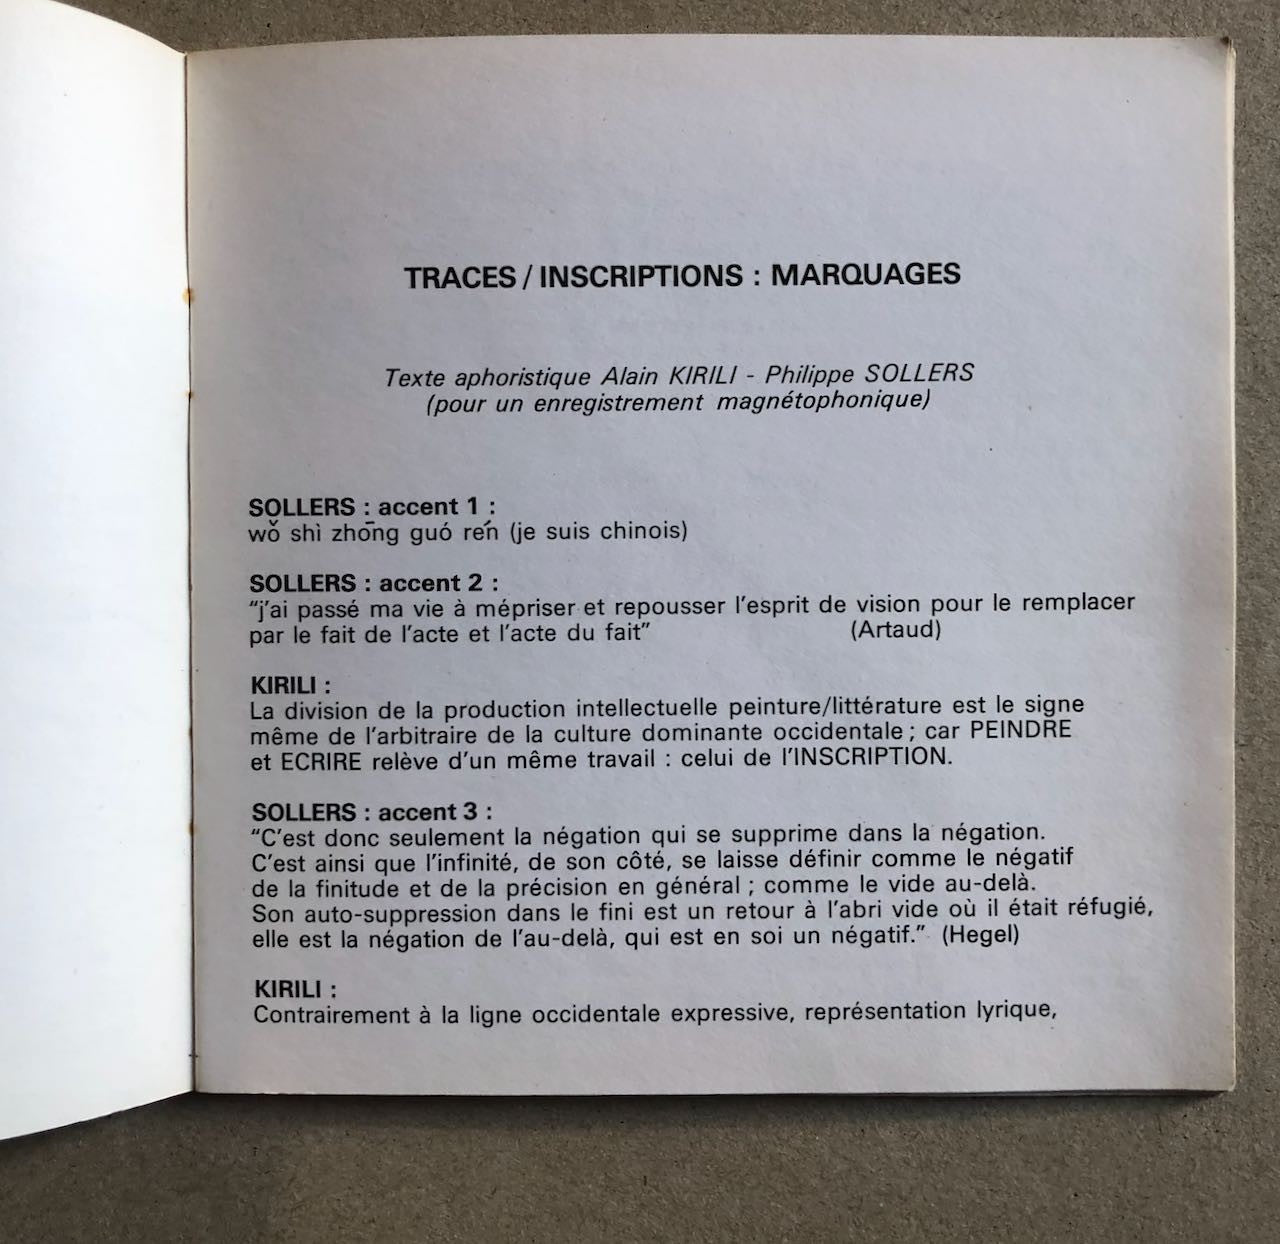 TRACES / INSCRIPTIONS : MARQUAGES
Texte aphoristique Alain KIRILI - Philippe SOLLERS
(pour un enregistrement magnétophonique)
SOLLERS : accent 1 :
wǒ shì zhōng guó rén (je suis chinois)
SOLLERS : accent 2 :
“j’ai passé ma vie à mépriser et repousser l’esprit de vision pour le remplacer
par le fait de l’acte et l’acte du fait” (Artaud)
KIRILI :
La division de la production intellectuelle peinture/littérature est le signe
même de l’arbitraire de la culture dominante occidentale ; car PEINDRE
et ECRIRE relève d’un même travail : celui de l’INSCRIPTION.
SOLLERS : accent 3 :
“C’est donc seulement la négation qui se supprime dans la négation.
C’est ainsi que l’infinité, de son côté, se laisse définir comme le négatif
de la finitude et de la précision en général ; comme le vide au-delà.
Son auto-suppression dans le fini est un retour à l’abri vide où il était réfugié,
elle est la négation de l’au-delà, qui est en soi un négatif.” (Hegel)
KIRILI :
Contrairement à la ligne occidentale expressive, représentation lyrique,